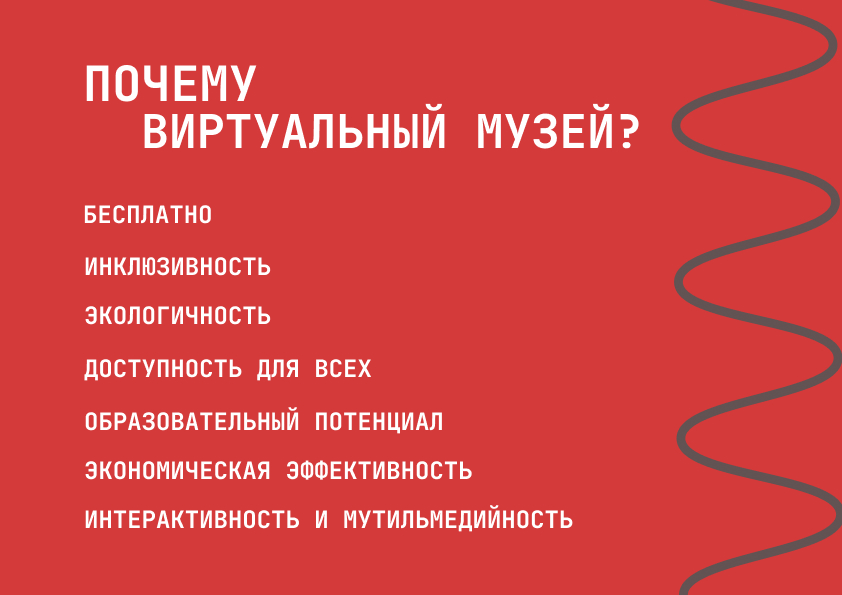 ПОЧЕМУ
ВИРТУАЛЬНЫЙ МУЗЕЙ?
БЕСПЛАТНО
ИНКЛЮЗИВНОСТЬ
ЭКОЛОГИЧНОСТЬ
ДОСТУПНОСТЬ ДЛЯ ВСЕХ
ОБРАЗОВАТЕЛЬНЫЙ ПОТЕНЦИАЛ
ЭКОНОМИЧЕСКАЯ ЭФФЕКТИВНОСТЬ
ИНТЕРАКТИВНОСТЬ И МУТИЛЬМЕДИЙНОСТЬ